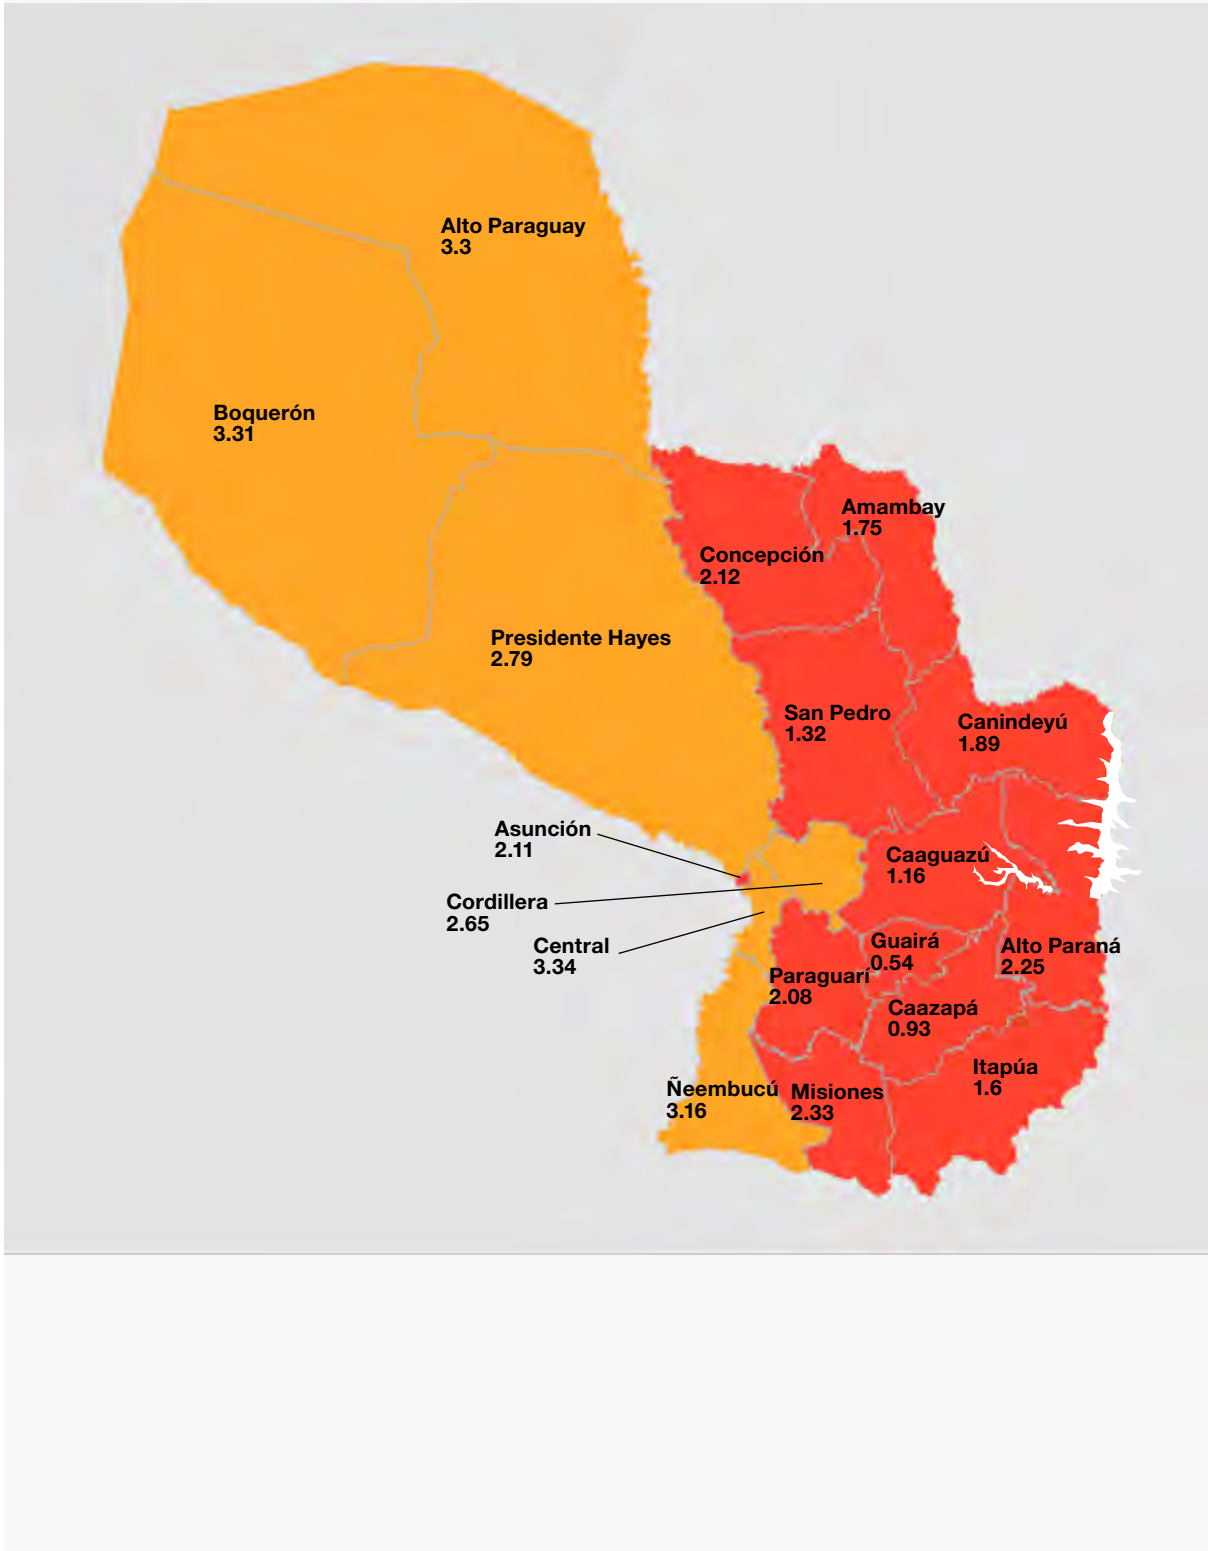 Alto Paraguay
3.3
Boquerón
3.31
Amambay
1.75
Concepción
2.12
Presidente Hayes
2.79
San Pedro
1.32
Canindeyú
1.89
Asunción
2.11
Caaguazú
1.16
Cordillera
2.65
Central
3.34
Guairá
0.54
Alto Paraná
2.25
Paraguarí
2.08
Caazapá
0.93
Itapúa
1.6
Ñeembucú
3.16
Misiones
2.33